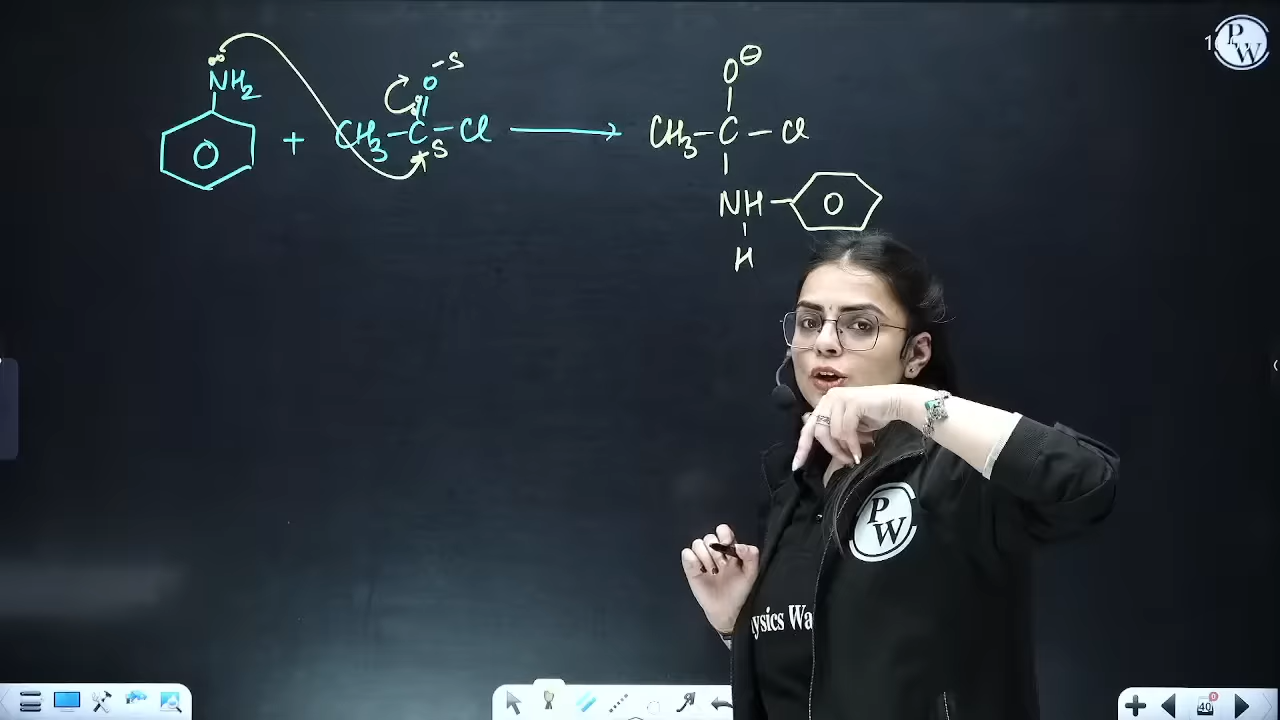 NH2
+ CH3-C-Cl
O -δ
δ
O⊖
CH3-C-Cl
NH
H
PW
PW
ysics Wa
40